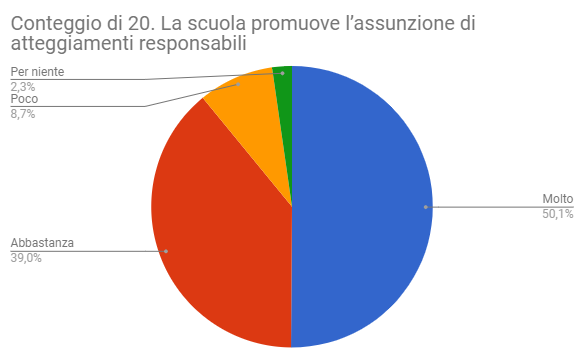 Conteggio di 20. La scuola promuove l’assunzione di
atteggiamenti responsabili
Per niente
2,3%
Poco
8,7%
Molto
50,1%
Abbastanza
39,0%